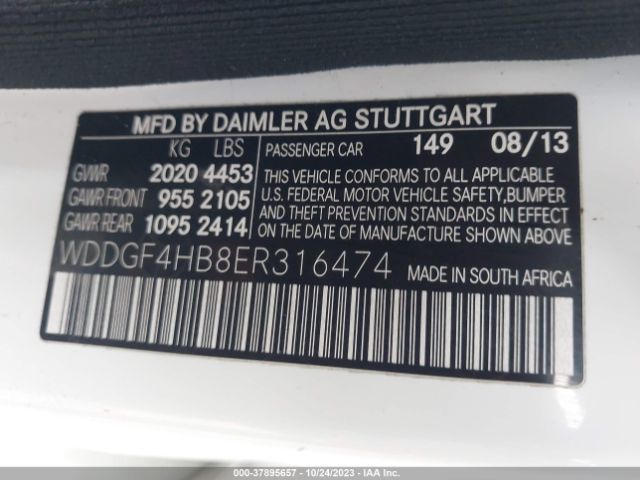 MFD BY DAIMLER AG STUTTGART
KG LBS PASSENGER CAR 149 08/13
GVWR 2020 4453
GAWR FRONT 955 2105
GAWR REAR 1095 2414
THIS VEHICLE CONFORMS TO ALL APPLICABLE
U.S. FEDERAL MOTOR VEHICLE SAFETY,BUMPER
AND THEFT PREVENTION STANDARDS IN EFFECT
ON THE DATE OF MANUFACTURE SHOWN ABOVE.
WDDGF4HB8ER316474 MADE IN SOUTH AFRICA
000-37895657 - 10/24/2023 - IAA Inc.